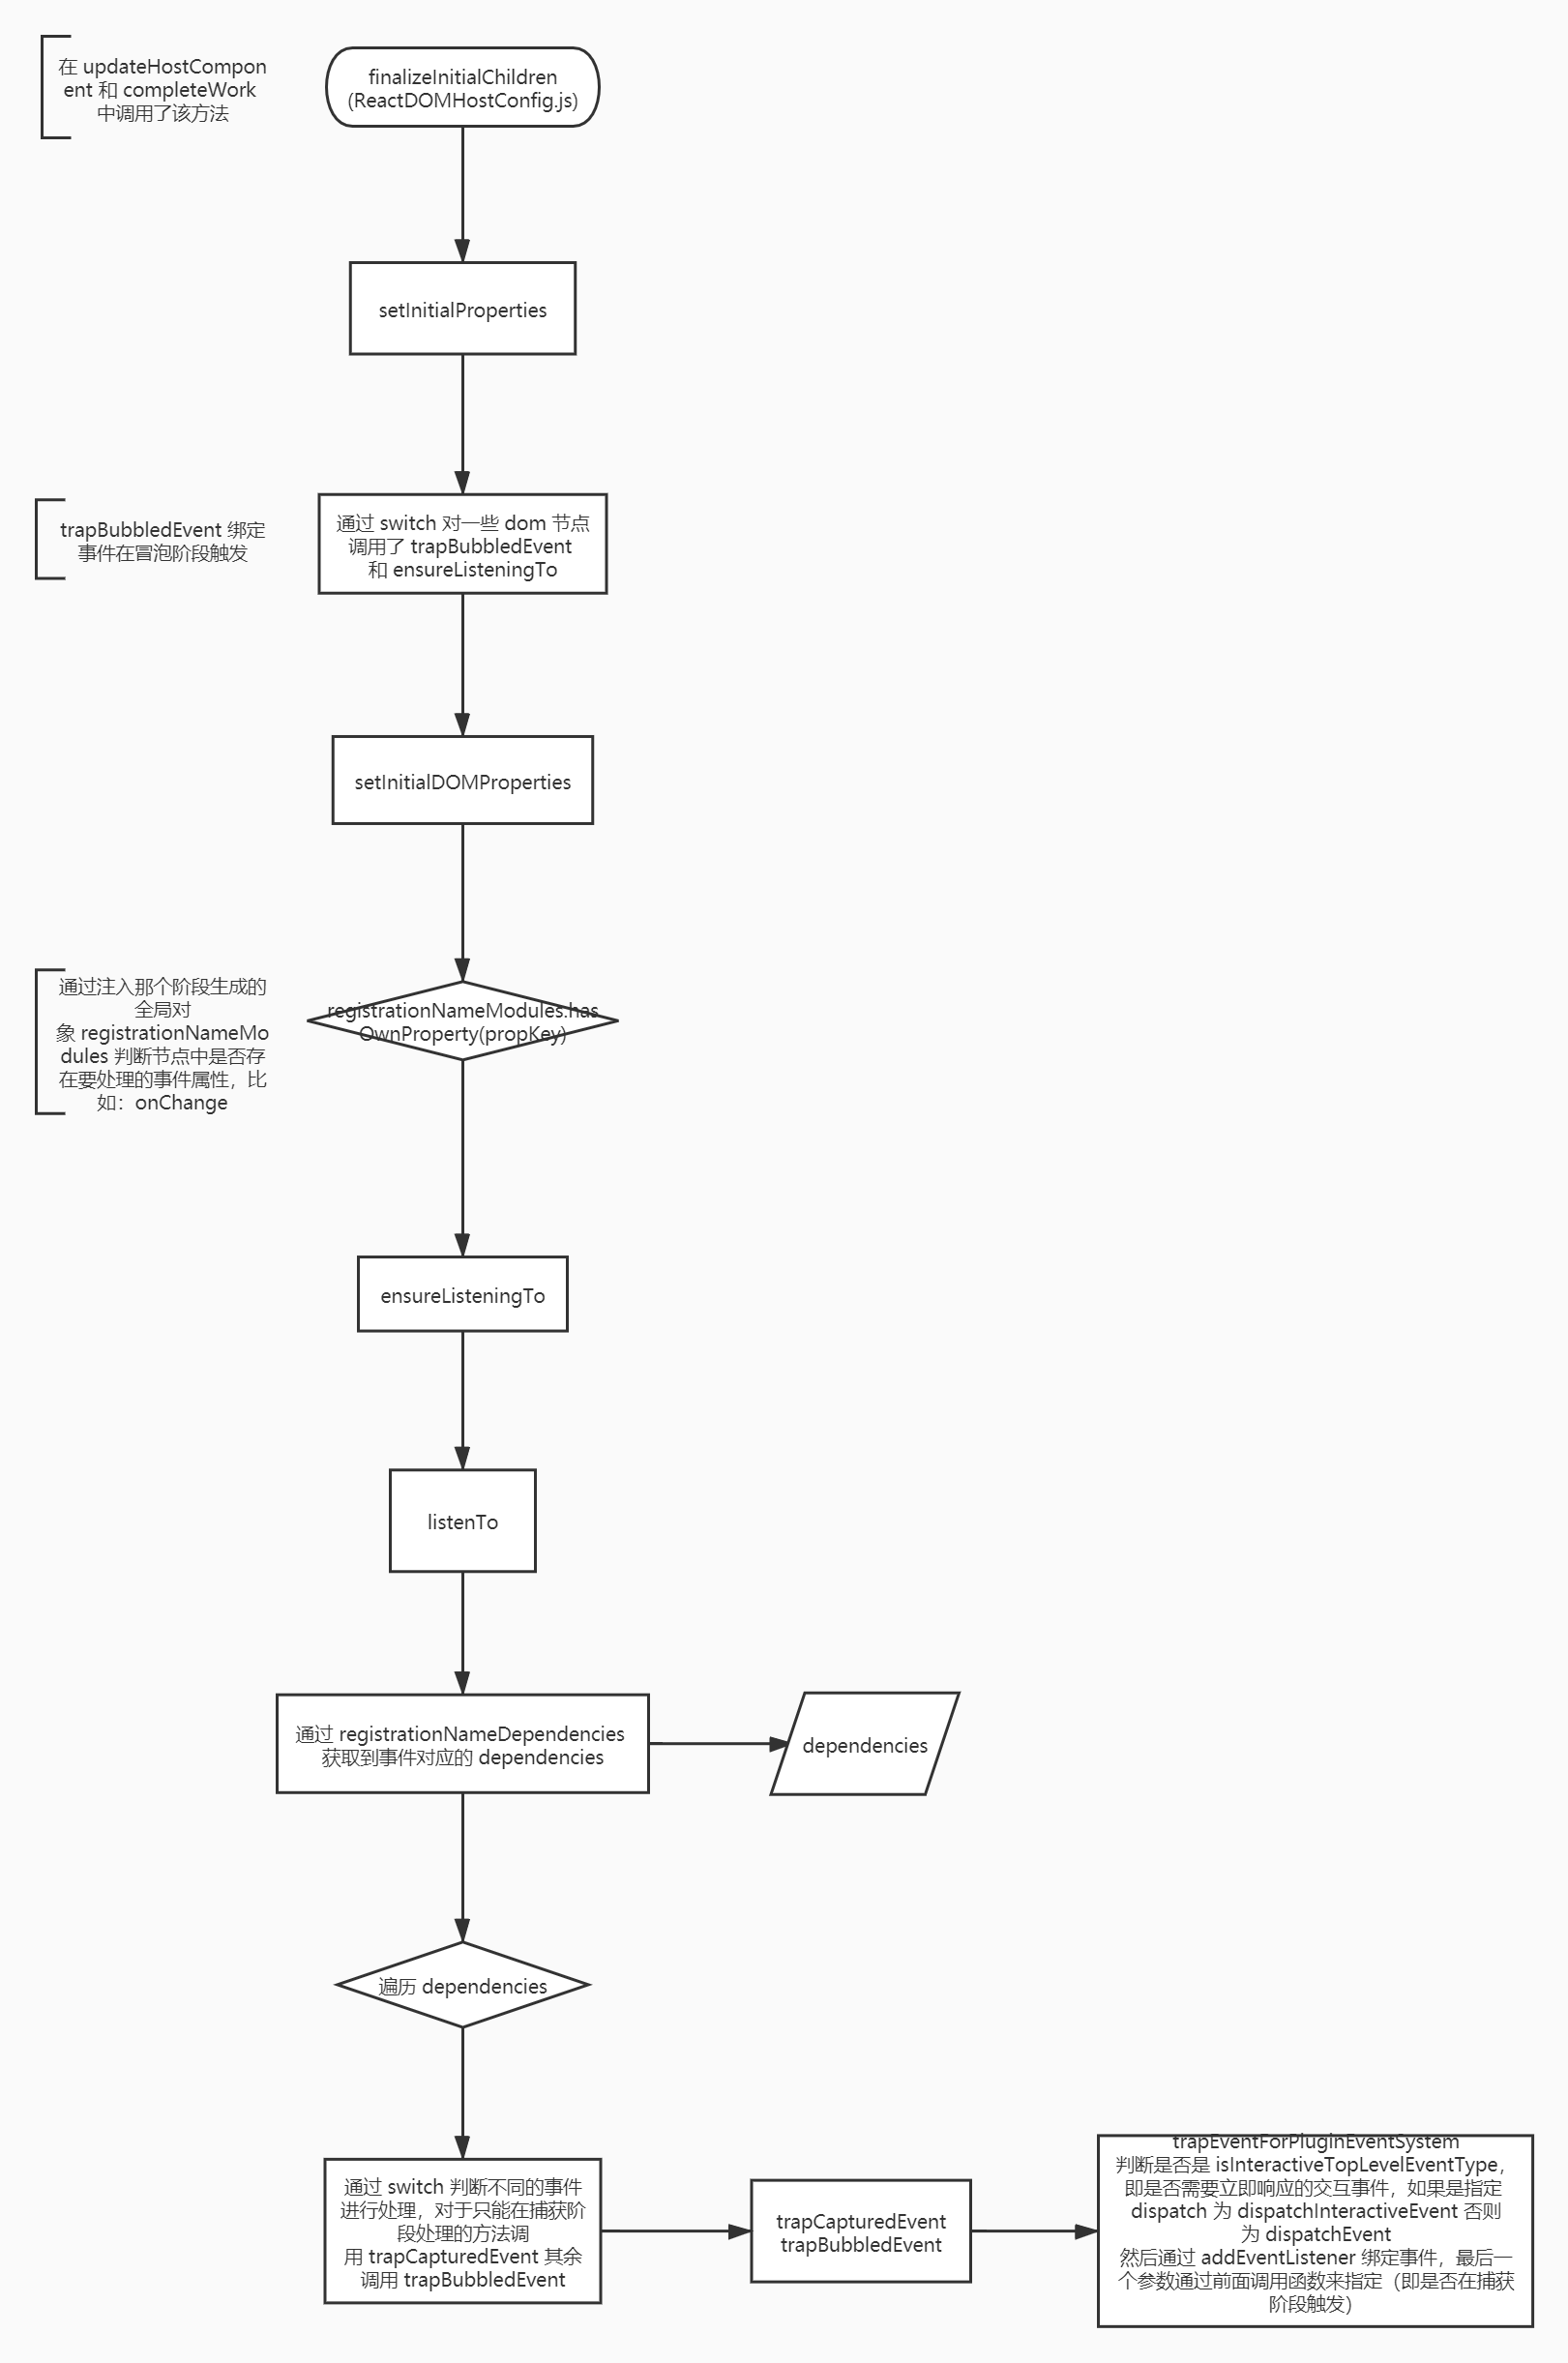 在 updateHostCompon
ent 和 completeWork
中调用了该方法
finalizeInitialChildren
(ReactDOMHostConfig.js)
setInitialProperties
trapBubbledEvent 绑定
事件在冒泡阶段触发
通过 switch 对一些 dom 节点
调用了 trapBubbledEvent
和 ensureListeningTo
setInitialDOMProperties
通过注入那个阶段生成的
全局对
象 registrationNameMo
dules 判断节点中是否存
在要处理的事件属性，比
如：onChange
registrationNameModules.has
OwnProperty(propKey)
ensureListeningTo
listenTo
通过 registrationNameDependencies
获取到事件对应的 dependencies
dependencies
遍历 dependencies
通过 switch 判断不同的事件
进行处理，对于只能在捕获阶
段处理的方法调
用 trapCapturedEvent 其余
调用 trapBubbledEvent
trapCapturedEvent
trapBubbledEvent
trapEventForPluginEventSystem
判断是否是 isInteractiveTopLevelEventType，
即是否需要立即响应的交互事件，如果是指定
dispatch 为 dispatchInteractiveEvent 否则
为 dispatchEvent
然后通过 addEventListener 绑定事件，最后一
个参数通过前面调用函数来指定（即是否在捕获
阶段触发）